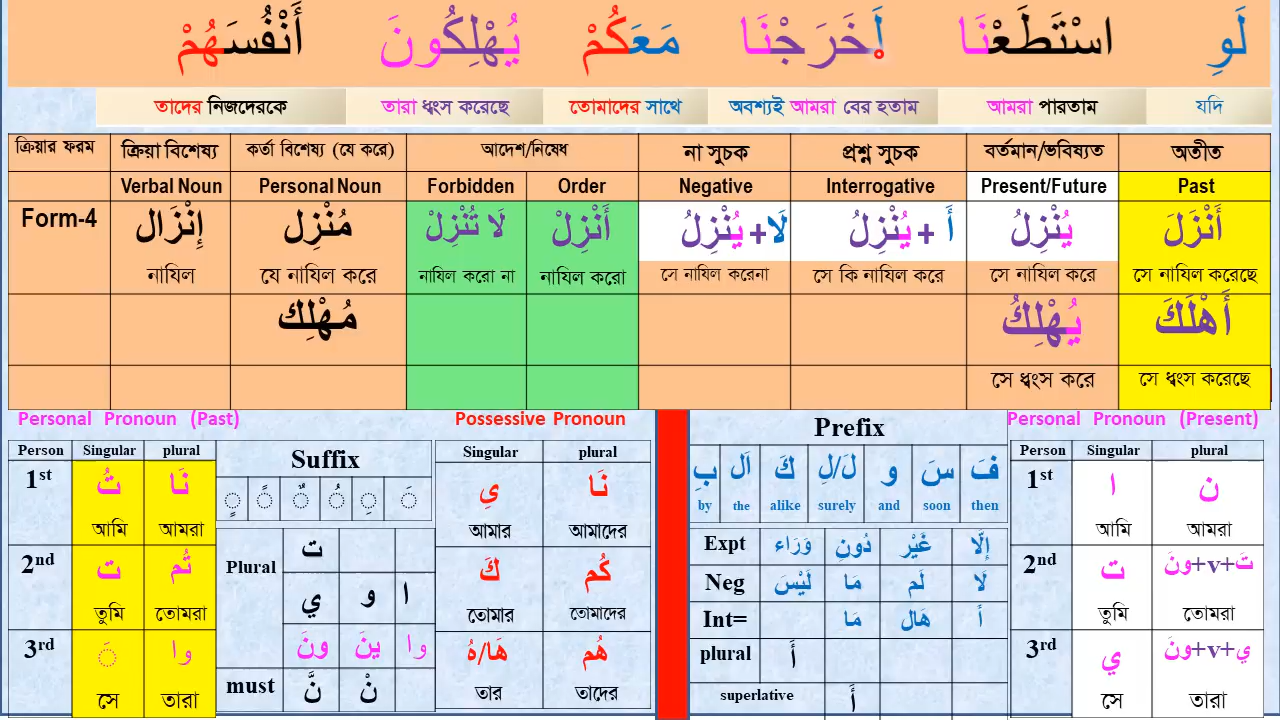 لَوِ اسْتَطَعْنَا لَخَرَجْنَا مَعَكُمْ يُهْلِكُونَ أَنْفُسَهُمْ
যদি আমরা পারতাম অবশ্যই আমরা বের হতাম তোমাদের সাথে তারা ধ্বংস করেছে তাদের নিজদেরকে
ক্রিয়ার ফরম ক্রিয়া বিশেষ্য কর্তা বিশেষ্য (যে করে) আদেশ/নিষেধ না সুচক প্রশ্ন সুচক বর্তমান/ভবিষ্যত অতীত
Verbal Noun Personal Noun Forbidden Order Negative Interrogative Present/Future Past
Form-4 إِنْزَال مُنْزِل لَا تُنْزِلْ أَنْزِلْ لَا+ يُنْزِلُ أَ + يُنْزِلُ يُنْزِلُ أَنْزَلَ
নাযিল যে নাযিল করে নাযিল করো না নাযিল করো সে নাযিল করেনা সে কি নাযিল করে সে নাযিল করে সে নাযিল করেছে
مُهْلِك يُهْلِكُ أَهْلَكَ
সে ধ্বংস করে সে ধ্বংস করেছে
Personal Pronoun (Past)
Person Singular plural
1st تُ نَا
আমি আমরা
2nd ت تُم
তুমি তোমরা
3rd َ وا
সে তারা
Suffix
َ ِ ُ ٌ ً ٍ
Plural ت
ا و ي
وا ينَ ونَ
must نْ نَّ
Possessive Pronoun
Singular plural
ي نَا
আমার আমাদের
كَ كُم
তোমার তোমাদের
هَا/هُ هُم
তার তাদের
Prefix
بِ اَل كَ لَ/لِ و سَ فَ
by the alike surely and soon then
Expt وَرَاء دُونِ غَيْر إِلَّا
Neg لَيْسَ مَا لَم لَا
Int= مَا هَال أَ
plural أَ
superlative أَ
Personal Pronoun (Present)
Person Singular plural
1st ا ن
আমি আমরা
2nd ت تَ+v+ونَ
তুমি তোমরা
3rd ي ي+v+ونَ
সে তারা